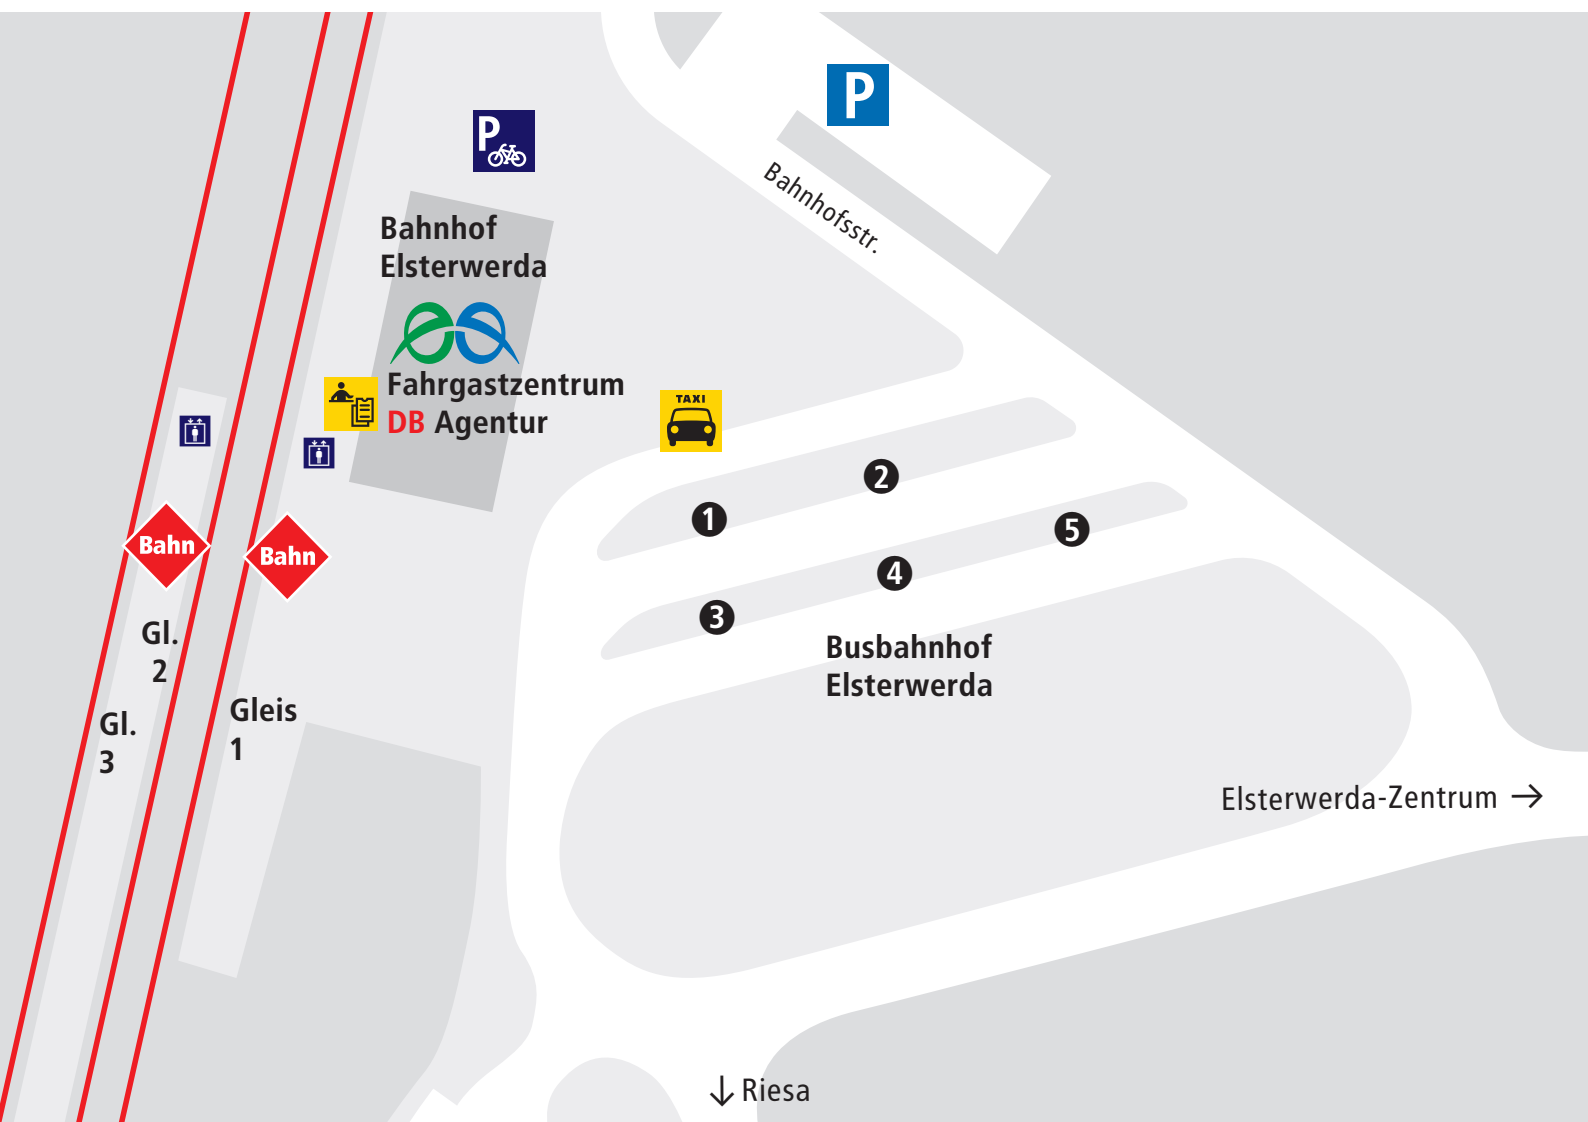 P
P
Bahnhofsstr.
Bahnhof
Elsterwerda
Fahrgastzentrum
DB Agentur
TAXI
1
2
3
4
5
Bahn
Bahn
Gl.
2
Gl.
3
Gleis
1
Busbahnhof
Elsterwerda
Elsterwerda-Zentrum →
↓ Riesa